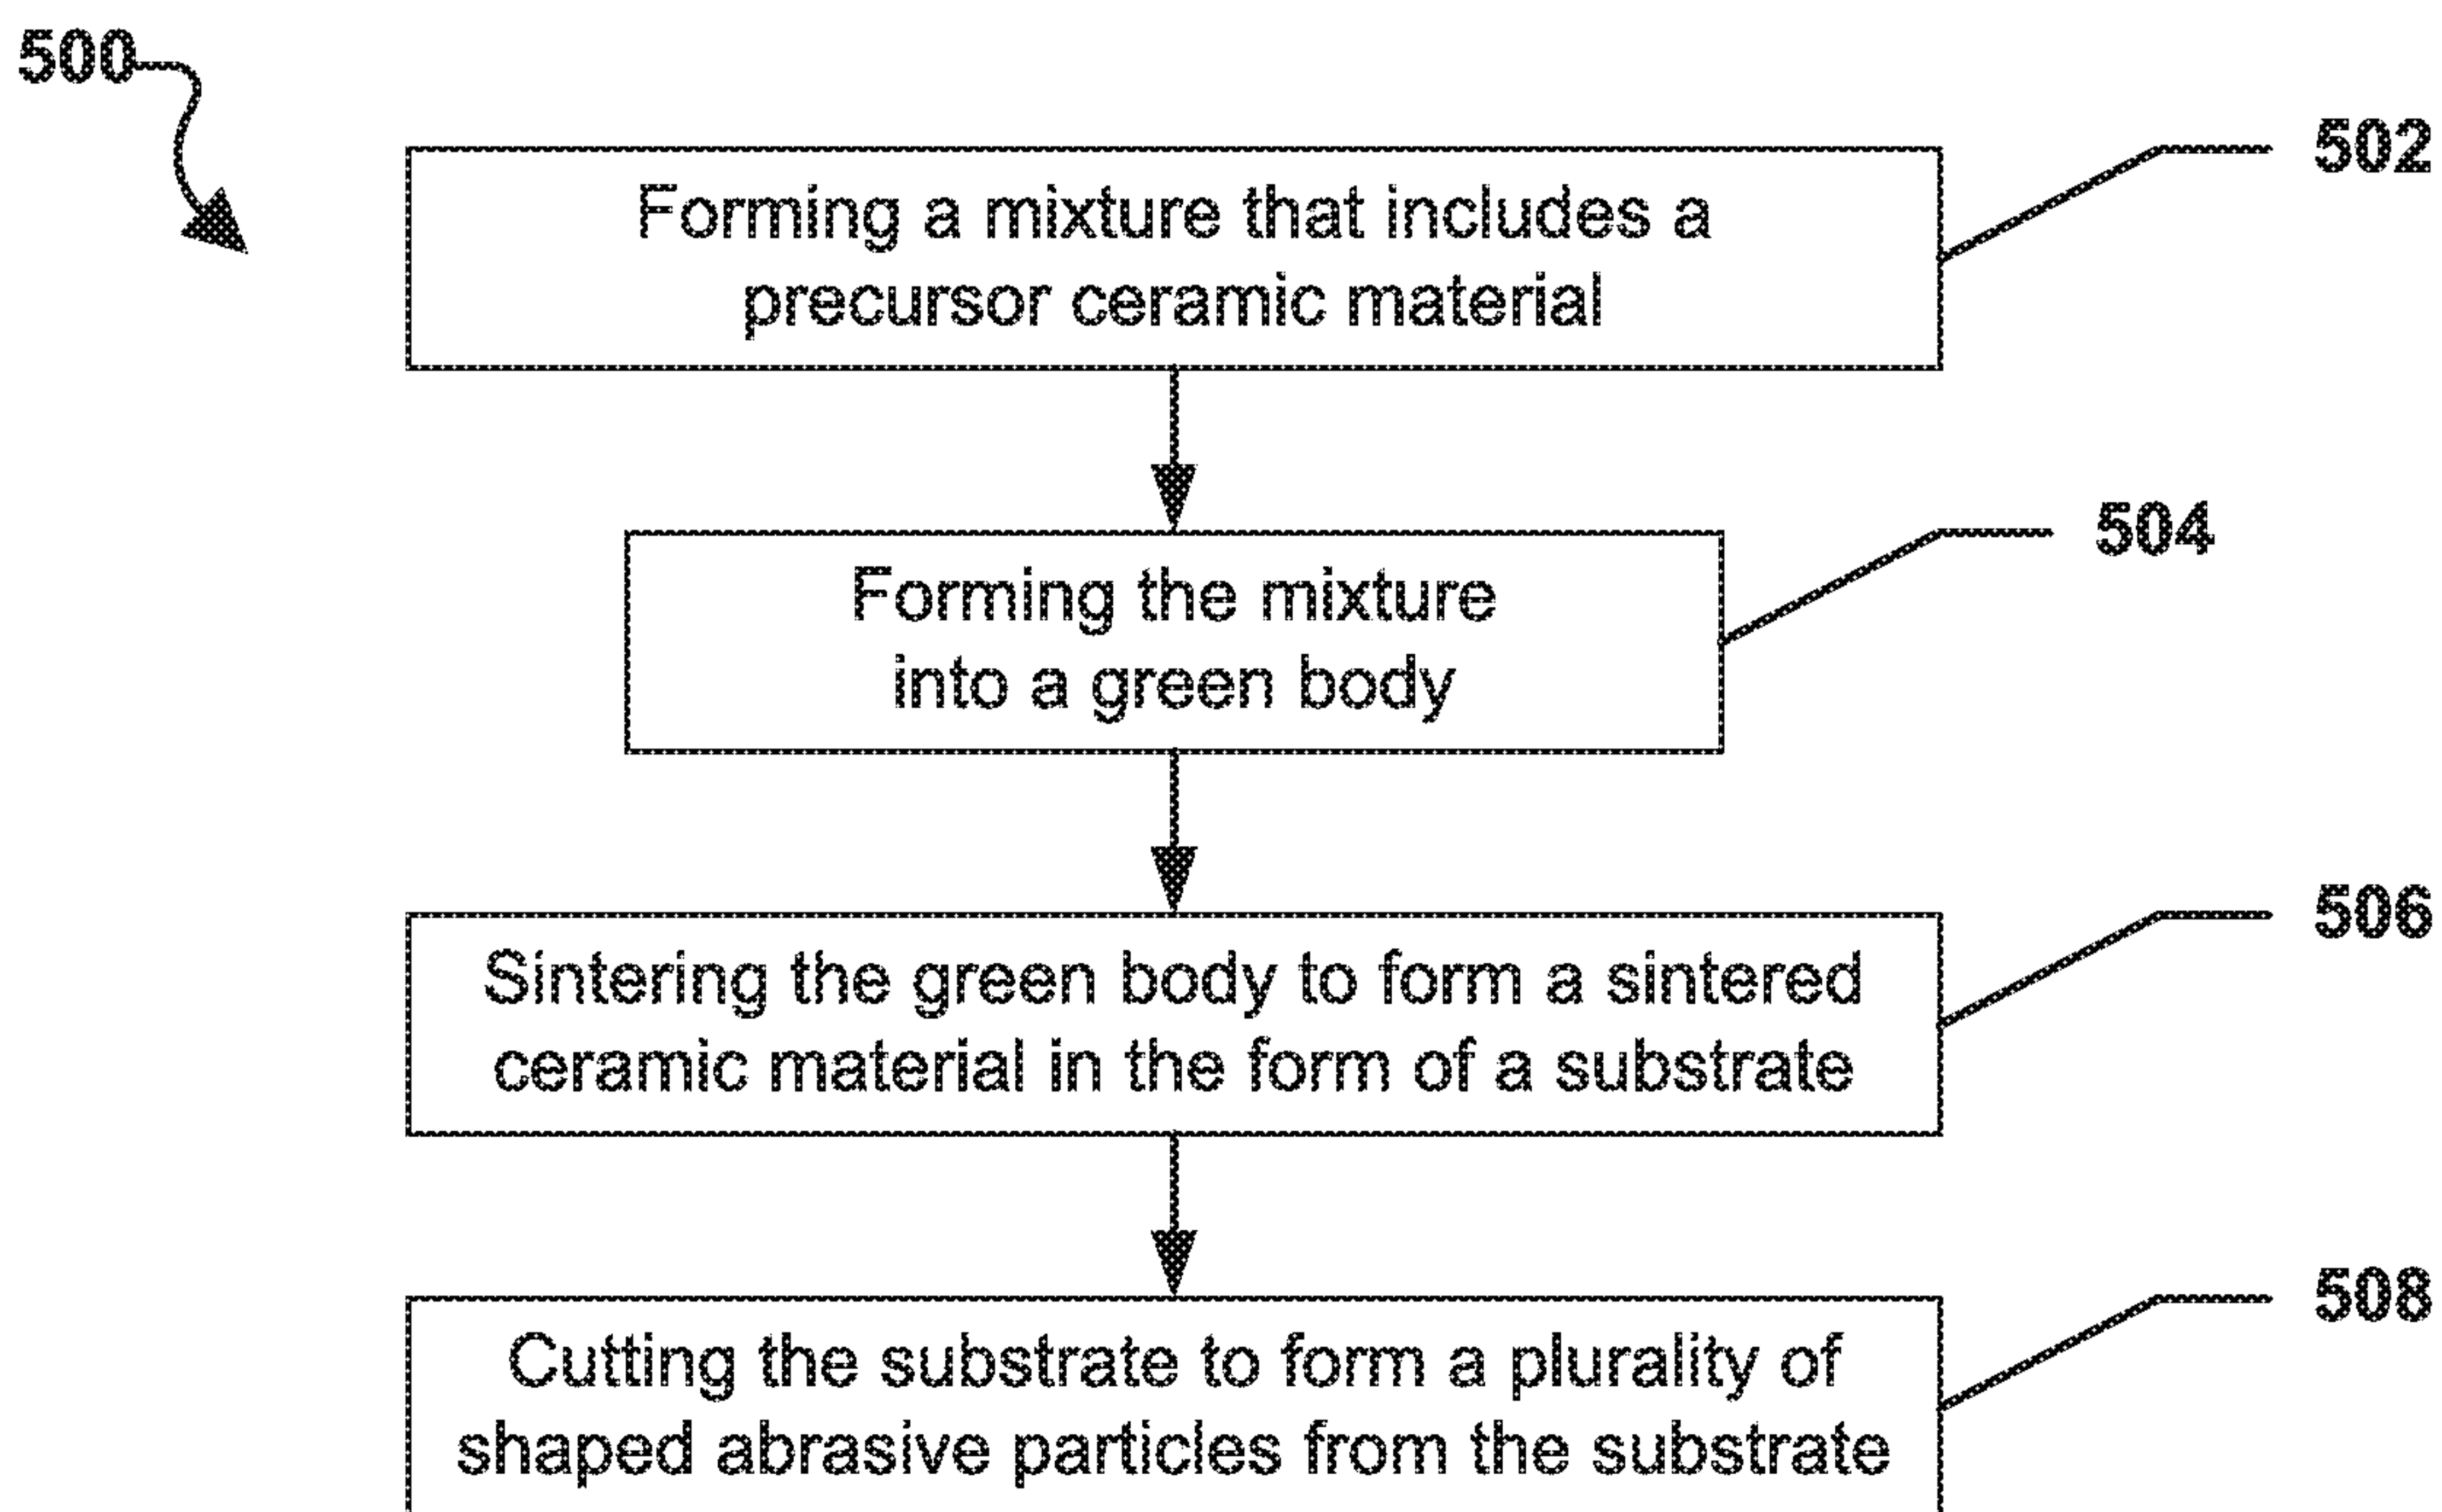 500
Forming a mixture that includes a
precursor ceramic material
502
Forming the mixture
into a green body
504
Sintering the green body to form a sintered
ceramic material in the form of a substrate
506
Cutting the substrate to form a plurality of
shaped abrasive particles from the substrate
508